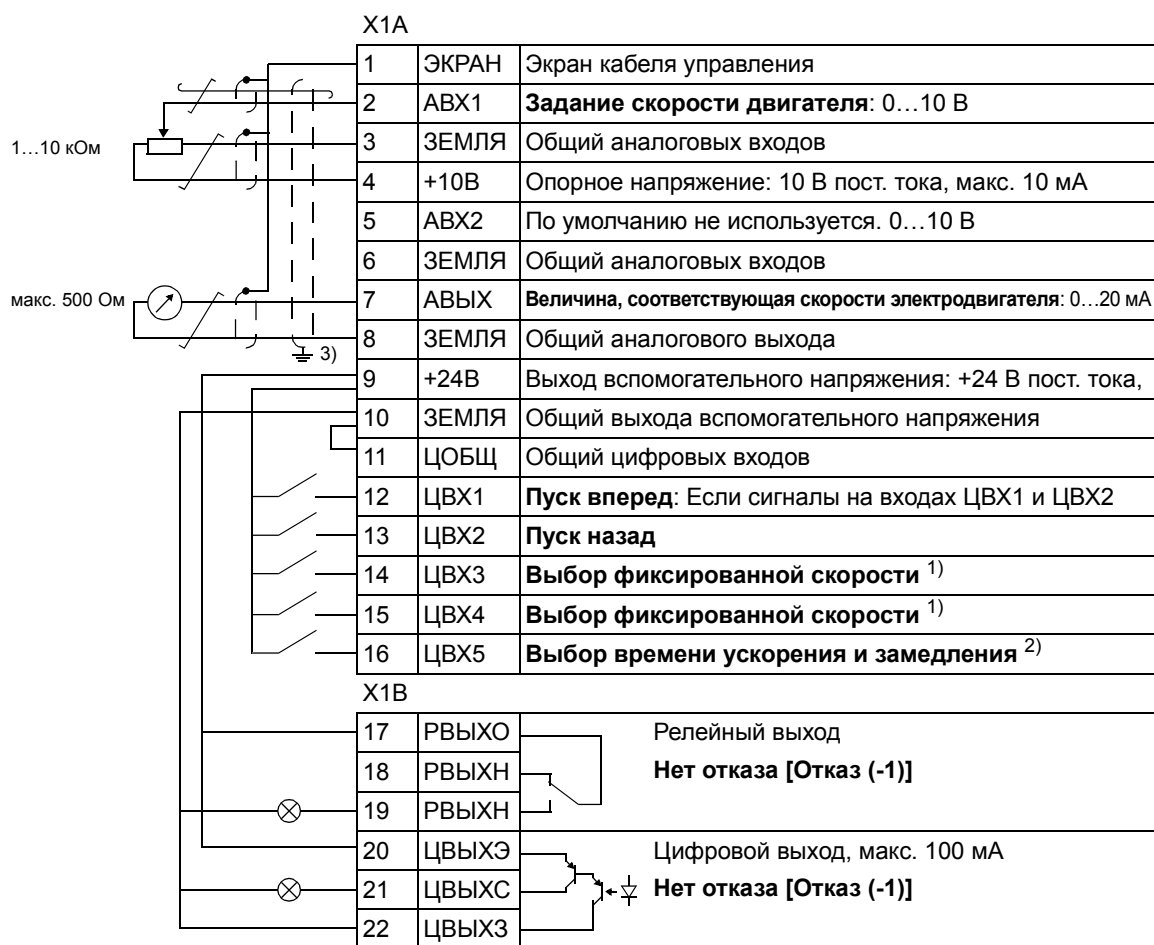 X1A
1 ЭКРАН Экран кабеля управления
2 АВХ1 Задание скорости двигателя: 0…10 В
1…10 кОм
3 ЗЕМЛЯ Общий аналоговых входов
4 +10В Опорное напряжение: 10 В пост. тока, макс. 10 мА
5 АВХ2 По умолчанию не используется. 0…10 В
6 ЗЕМЛЯ Общий аналоговых входов
макс. 500 Ом
7 АВЫХ Величина, соответствующая скорости электродвигателя: 0…20 мА
8 ЗЕМЛЯ Общий аналогового выхода
3)
9 +24В Выход вспомогательного напряжения: +24 В пост. тока,
10 ЗЕМЛЯ Общий выхода вспомогательного напряжения
11 ЦОБЩ Общий цифровых входов
12 ЦВХ1 Пуск вперед: Если сигналы на входах ЦВХ1 и ЦВХ2
13 ЦВХ2 Пуск назад
14 ЦВХ3 Выбор фиксированной скорости 1)
15 ЦВХ4 Выбор фиксированной скорости 1)
16 ЦВХ5 Выбор времени ускорения и замедления 2)
X1B
17 РВЫХО Релейный выход
18 РВЫХН Нет отказа [Отказ (-1)]
19 РВЫХН
20 ЦВЫХЭ Цифровой выход, макс. 100 мА
21 ЦВЫХС Нет отказа [Отказ (-1)]
22 ЦВЫХЗ